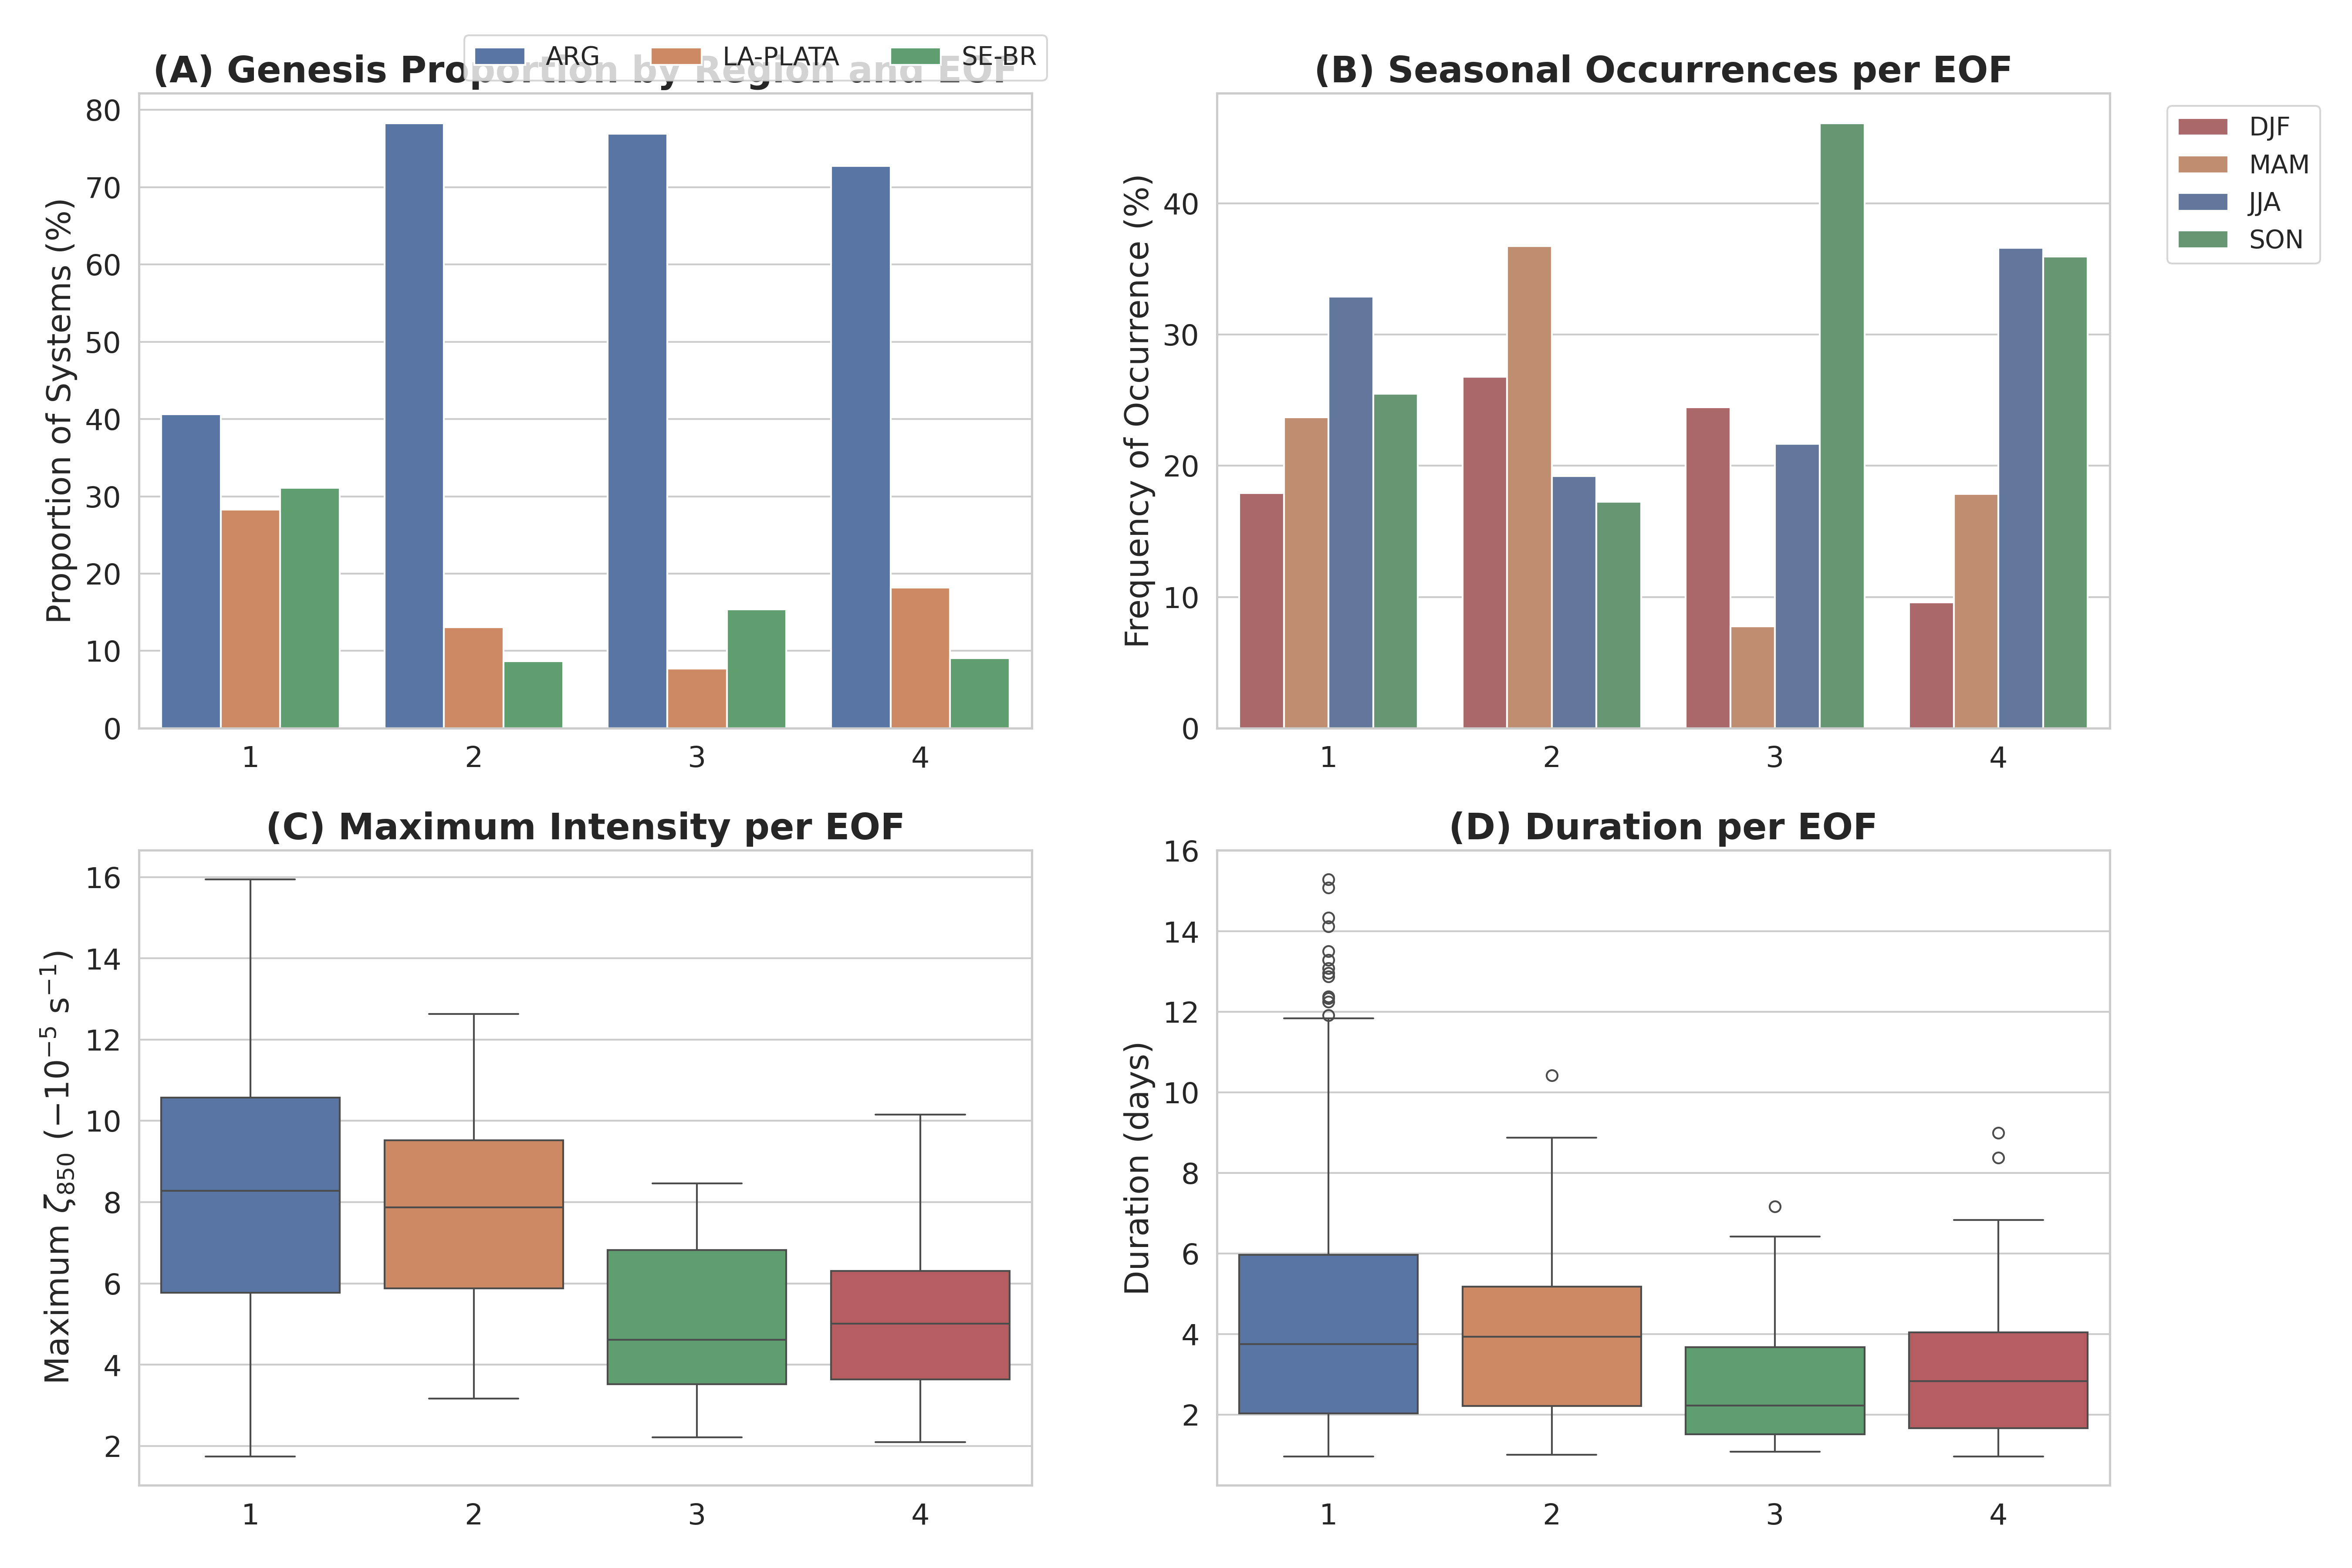 ARG LA-PLATA SE-BR
(A) Genesis Proportion by Region and EOF
Proportion of Systems (%)
80
70
60
50
40
30
20
10
0
1 2 3 4
(B) Seasonal Occurrences per EOF
Frequency of Occurrence (%)
40
30
20
10
0
1 2 3 4
DJF
MAM
JJA
SON
(C) Maximum Intensity per EOF
Maximum ζ₈₅₀ (−10⁻⁵ s⁻¹)
16
14
12
10
8
6
4
2
1 2 3 4
(D) Duration per EOF
Duration (days)
16
14
12
10
8
6
4
2
1 2 3 4